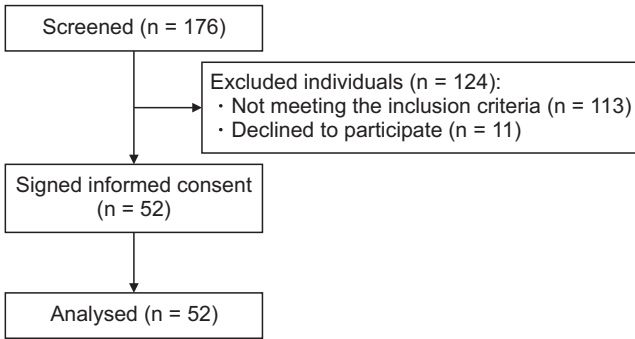 Screened (n = 176)
Excluded individuals (n = 124):
・Not meeting the inclusion criteria (n = 113)
・Declined to participate (n = 11)
Signed informed consent
(n = 52)
Analysed (n = 52)